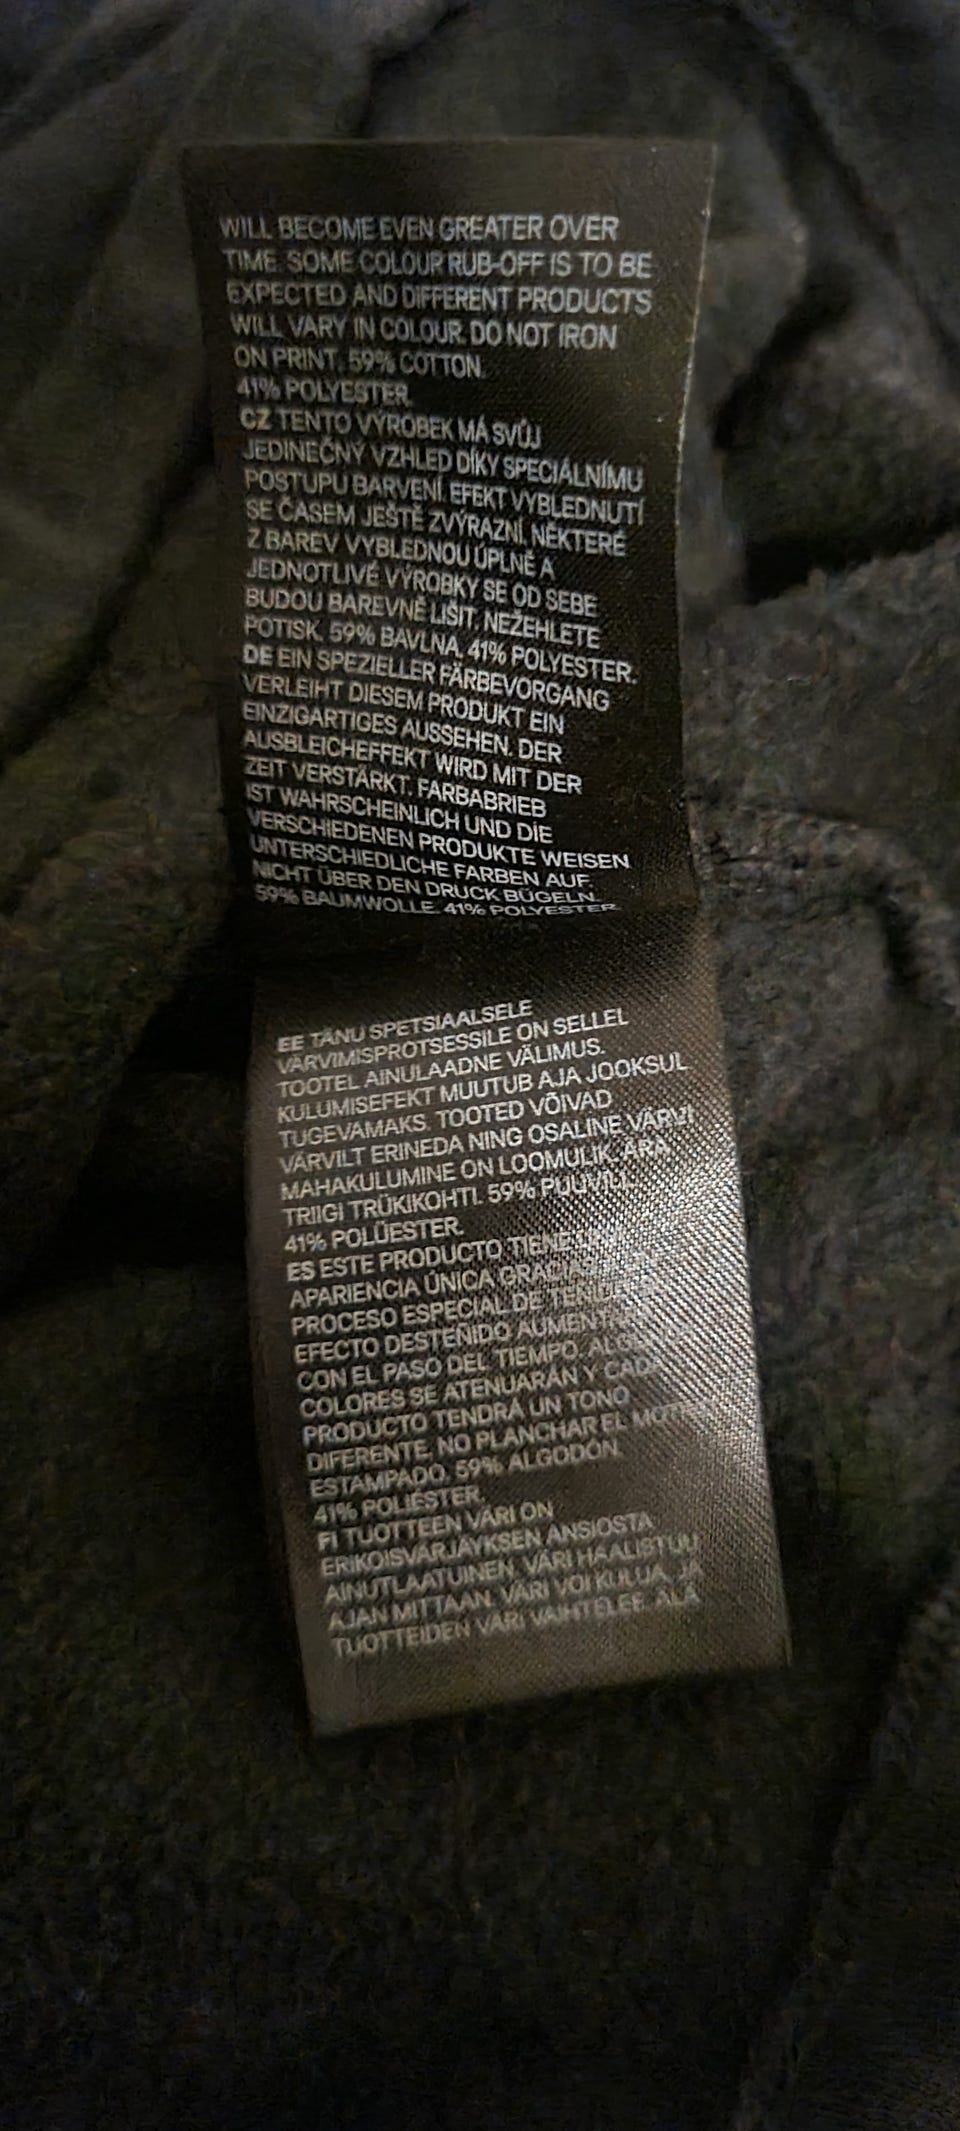 WILL BECOME EVEN GREATER OVER
TIME. SOME COLOUR RUB-OFF IS TO BE
EXPECTED AND DIFFERENT PRODUCTS
WILL VARY IN COLOUR. DO NOT IRON
ON PRINT. 59% COTTON.
41% POLYESTER.
CZ TENTO VÝROBEK MÁ SVŮJ
JEDINEČNÝ VZHLED DÍKY SPECIÁLNÍMU
POSTUPU BARVENÍ. EFEKT VYBLEDNUTÍ
SE ČASEM JEŠTĚ ZVÝRAZNÍ. NĚKTERÉ
Z BAREV VYBLEDNOU ÚPLNĚ A
JEDNOTLIVÉ VÝROBKY SE OD SEBE
BUDOU BAREVNĚ LIŠIT. NEŽEHLETE
POTISK. 59% BAVLNA. 41% POLYESTER.
DE EIN SPEZIELLER FÄRBEVORGANG
VERLEIHT DIESEM PRODUKT EIN
EINZIGARTIGES AUSSEHEN. DER
AUSBLEICHEFFEKT WIRD MIT DER
ZEIT VERSTÄRKT. FARBABRIEB
IST WAHRSCHEINLICH UND DIE
VERSCHIEDENEN PRODUKTE WEISEN
UNTERSCHIEDLICHE FARBEN AUF.
NICHT ÜBER DEN DRUCK BÜGELN.
59% BAUMWOLLE. 41% POLYESTER.
EE TÄNU SPETSIAALSELE
VÄRVIMISPROTSESSILE ON SELLEL
TOOTEL AINULAADNE VÄLIMUS.
KULUMISEFEKT MUUTUB AJA JOOKSUL
TUGEVAMAKS. TOOTED VÕIVAD
VÄRVILT ERINEDA NING OSALINE VÄRVI
MAHAKULUMINE ON LOOMULIK. ÄRA
TRIIGI TRÜKIKOHTI. 59% PUUVILL.
41% POLÜESTER.
ES ESTE PRODUCTO TIENE
APARIENCIA ÚNICA GRACIAS
PROCESO ESPECIAL DE
EFECTO DESTEÑIDO
CON EL PASO DEL TIEMPO.
COLORES SE ATENUARÁN Y CADA
PRODUCTO TENDRÁ UN TONO
DIFERENTE. NO PLANCHAR EL
ESTAMPADO. 59% ALGODÓN.
41% POLIÉSTER.
FI TUOTTEEN VÄRI ON
ERIKOISVÄRJÄYKSEN ANSIOSTA
AINUTLAATUINEN. VÄRI HAALISTUU
AJAN MITTAAN. VÄRI VOI KULUA, JA
TUOTTEIDEN VÄRI VAIHTELEE. ÄLÄ